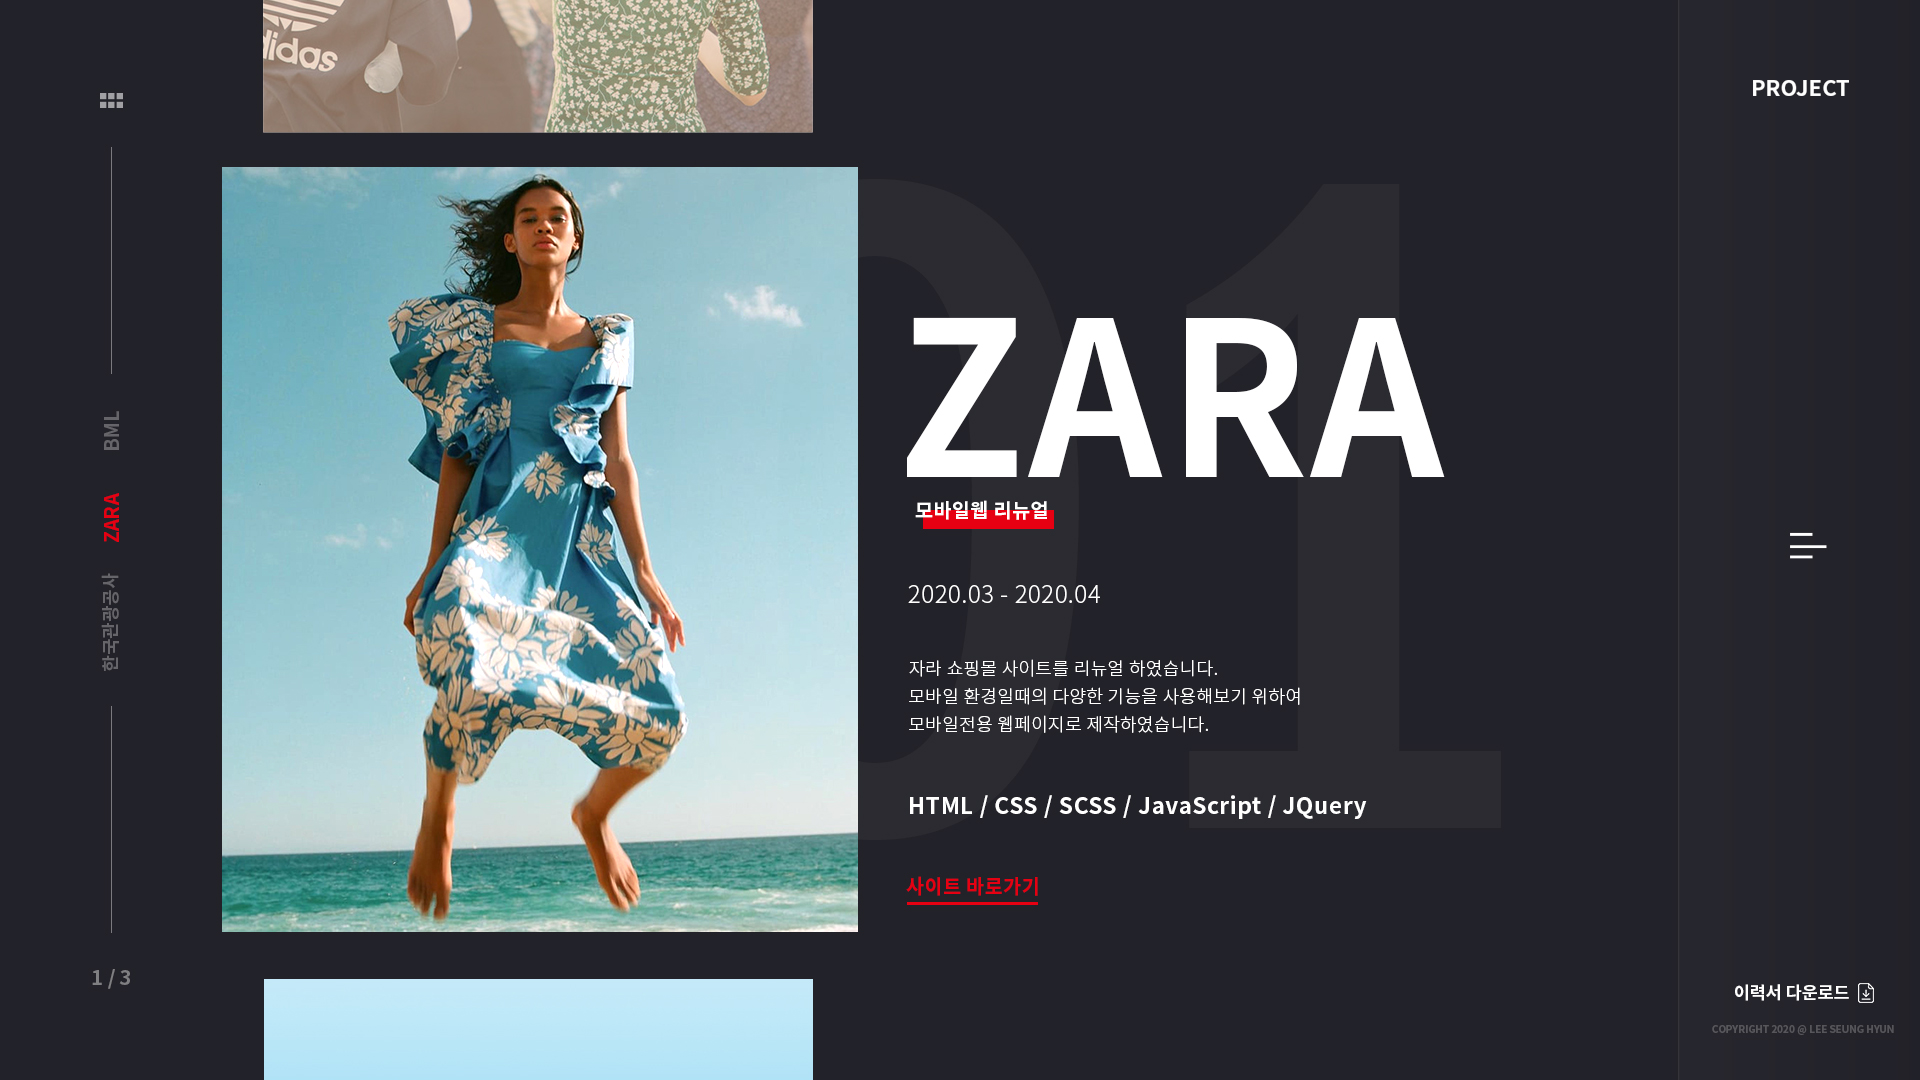 didas
PROJECT
01
BML
ZARA
한국관광공사
ZARA
모바일웹 리뉴얼
2020.03 - 2020.04
자라 쇼핑몰 사이트를 리뉴얼 하였습니다.
모바일 환경일때의 다양한 기능을 사용해보기 위하여
모바일전용 웹페이지로 제작하였습니다.
HTML / CSS / SCSS / JavaScript / JQuery
사이트 바로가기
1 / 3
이력서 다운로드
COPYRIGHT 2020 @ LEE SEUNG HYUN